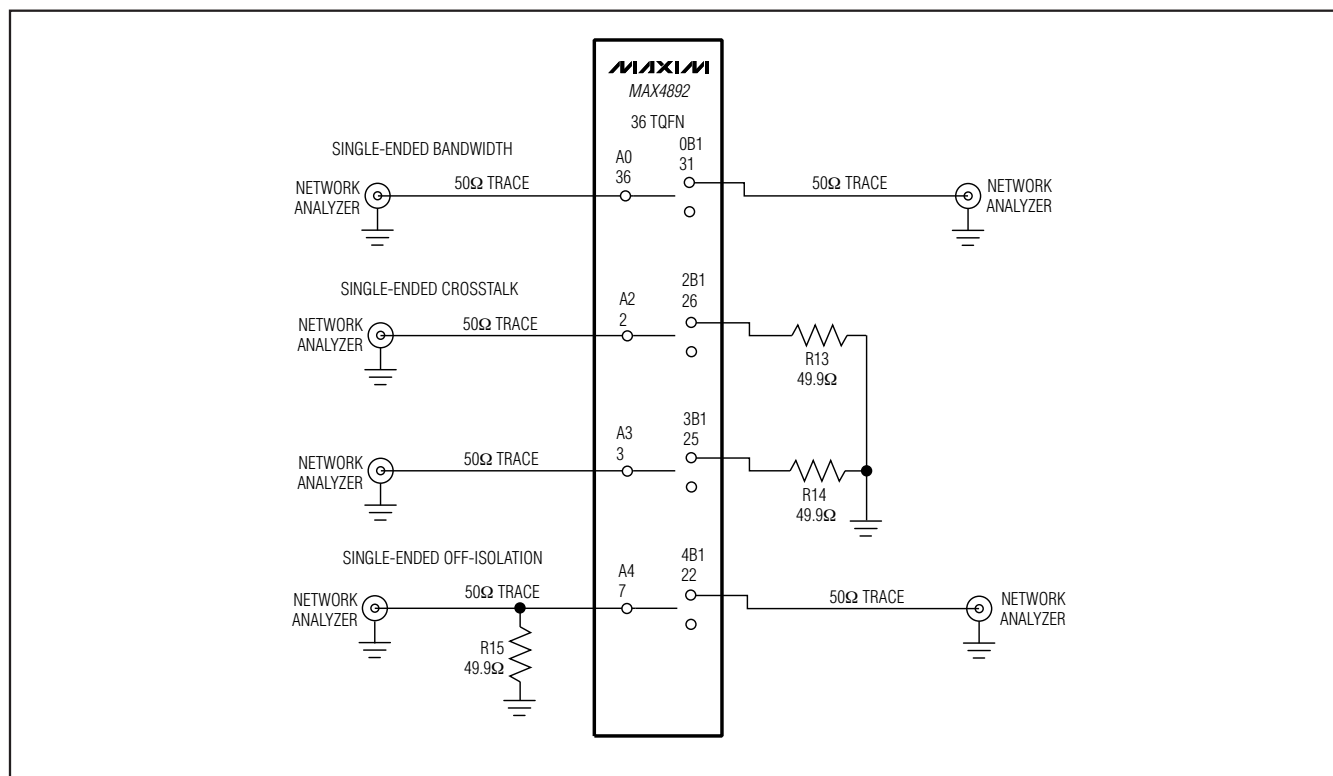 MAXIM
MAX4892
36 TQFN
SINGLE-ENDED BANDWIDTH
A0
36
0B1
31
NETWORK
ANALYZER
50Ω TRACE
50Ω TRACE
NETWORK
ANALYZER
SINGLE-ENDED CROSSTALK
A2
2
2B1
26
NETWORK
ANALYZER
50Ω TRACE
R13
49.9Ω
A3
3
3B1
25
NETWORK
ANALYZER
50Ω TRACE
R14
49.9Ω
SINGLE-ENDED OFF-ISOLATION
A4
7
4B1
22
NETWORK
ANALYZER
50Ω TRACE
50Ω TRACE
NETWORK
ANALYZER
R15
49.9Ω